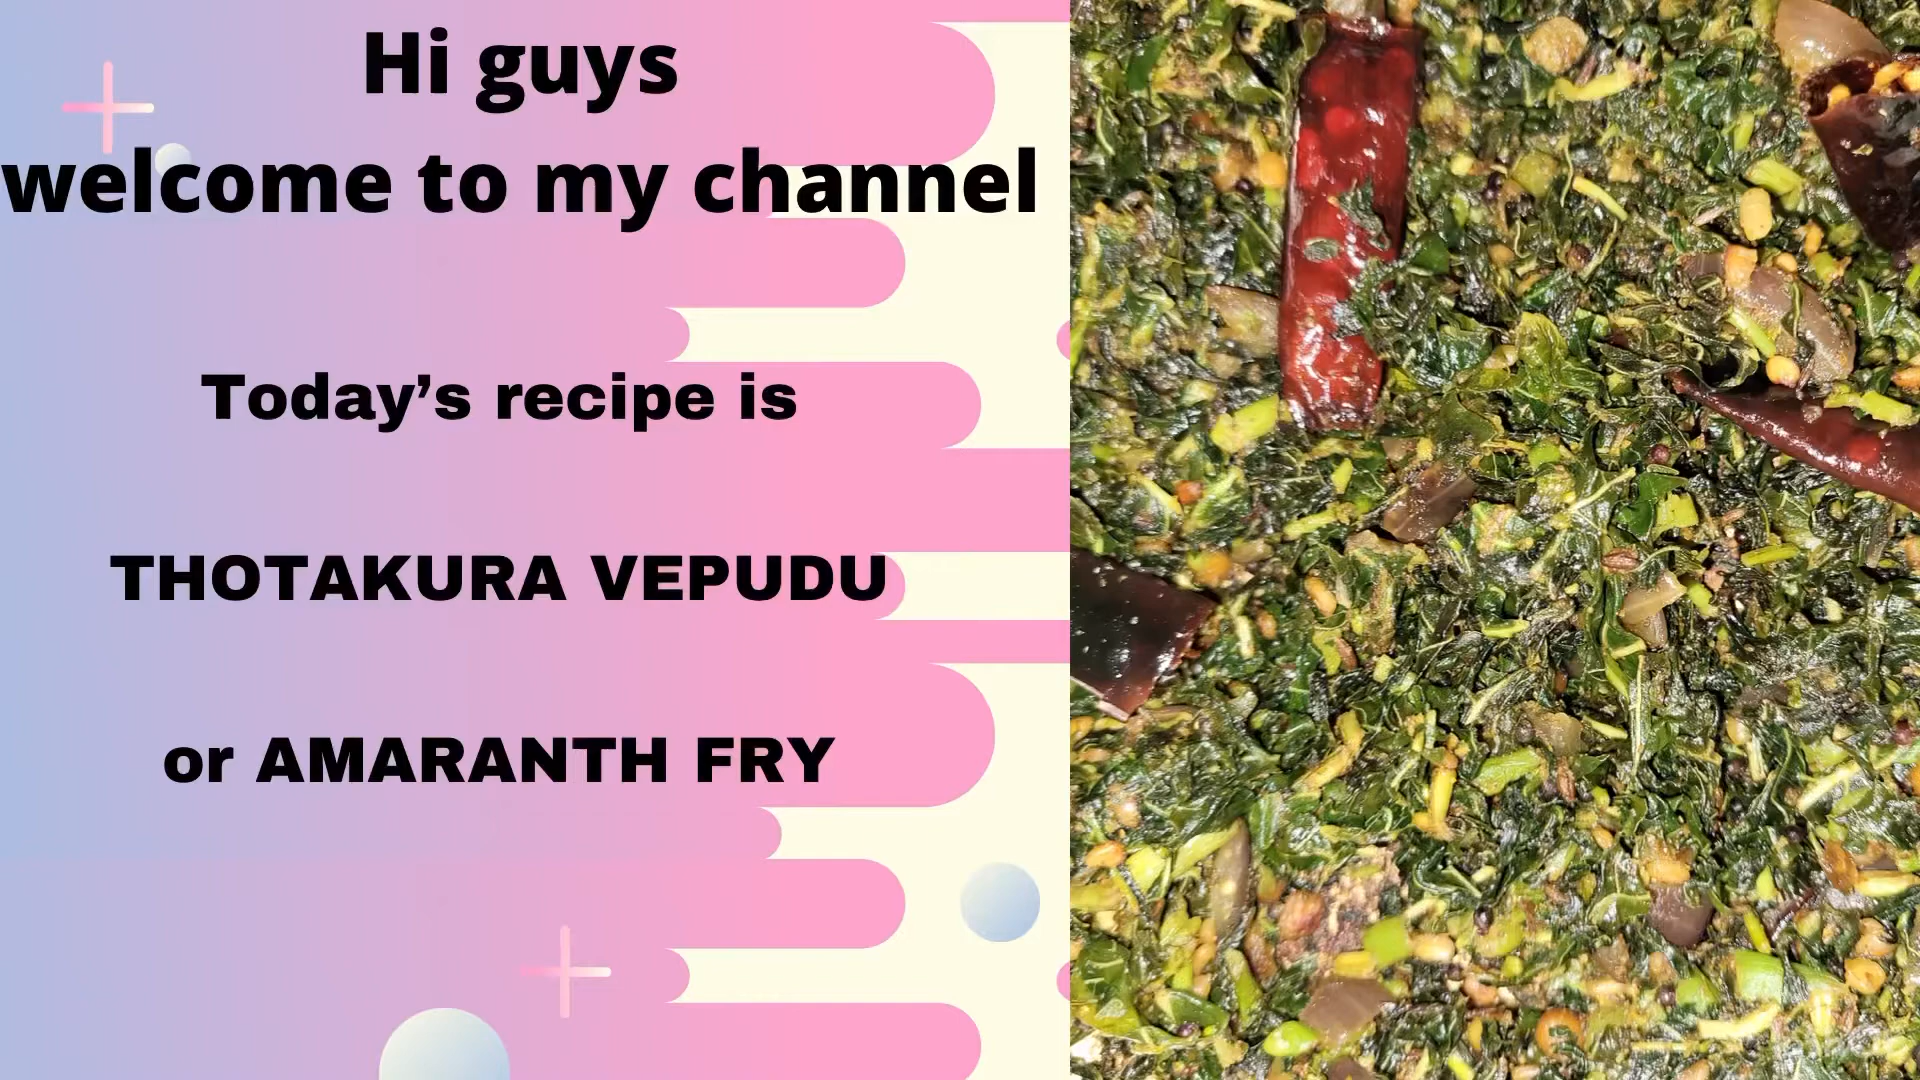 Hi guys
welcome to my channel
Today’s recipe is
THOTAKURA VEPUDU
or AMARANTH FRY